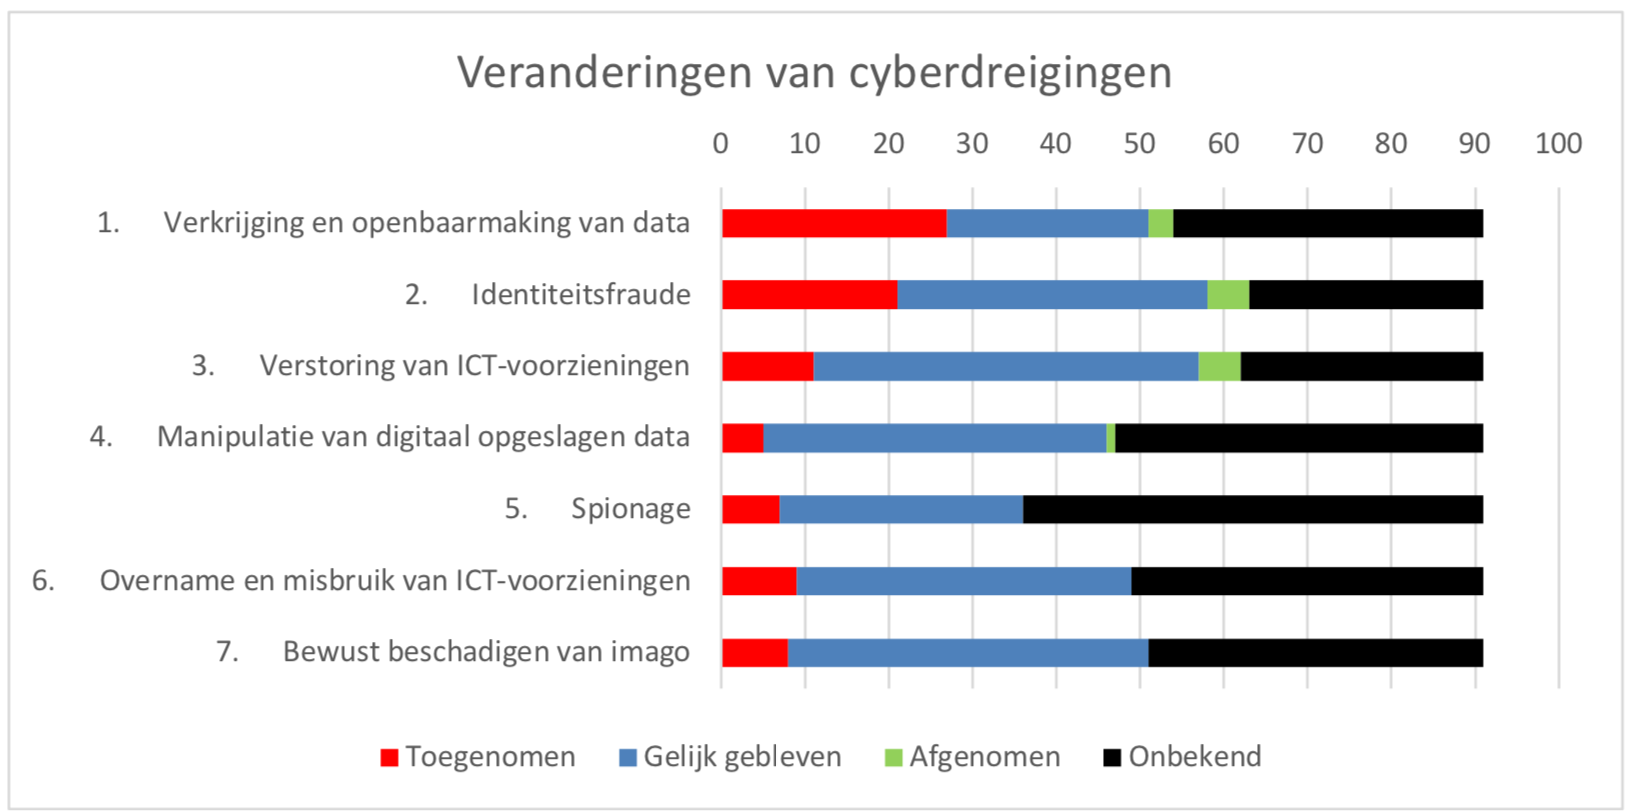 Veranderingen van cyberdreigingen
0 10 20 30 40 50 60 70 80 90 100
1. Verkrijging en openbaarmaking van data
2. Identiteitsfraude
3. Verstoring van ICT-voorzieningen
4. Manipulatie van digitaal opgeslagen data
5. Spionage
6. Overname en misbruik van ICT-voorzieningen
7. Bewust beschadigen van imago
Toegenomen Gelijk gebleven Afgenomen Onbekend